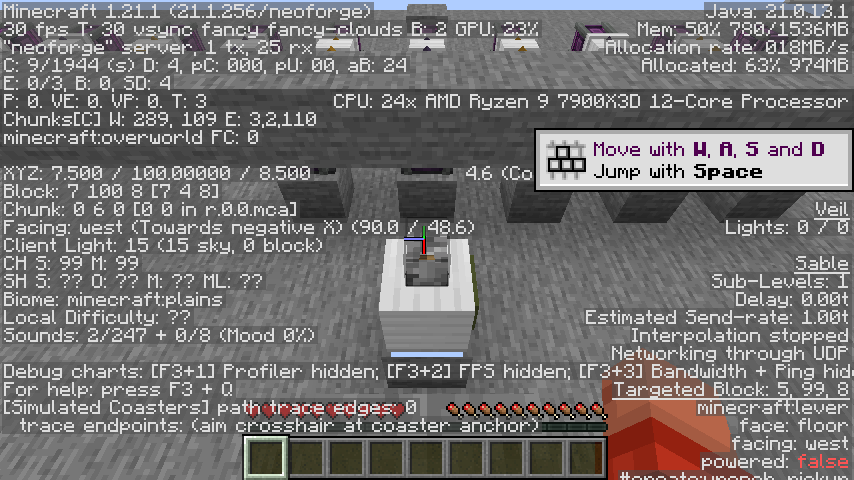 Minecraft 1.21.1 (21.1.256/neoforge)
30 fps T: 30 vsync fancy fancy-clouds B: 2 GPU: 23%
"neoforge" server, 1 tx, 25 rx
C: 9/1944 (s) D: 4, pC: 000, pU: 00, aB: 24
E: 0/3, B: 0, SD: 4
P: 0. VE: 0. VP: 0. T: 3
Chunks[C] W: 289, 109 E: 3,2,110
minecraft:overworld FC: 0
XYZ: 7.500 / 100.00000 / 8.500
Block: 7 100 8 [7 4 8]
Chunk: 0 6 0 [0 0 in r.0.0.mca]
Facing: west (Towards negative X) (90.0 / 48.6)
Client Light: 15 (15 sky, 0 block)
CH S: 99 M: 99
SH S: ?? O: ?? M: ?? ML: ??
Biome: minecraft:plains
Local Difficulty: ??
Sounds: 2/247 + 0/8 (Mood 0%)
Debug charts: [F3+1] Profiler hidden; [F3+2] FPS hidden; [F3+3] Bandwidth + Ping hid
For help: press F3 + Q
[Simulated Coasters] path trace edges: 0
trace endpoints: (aim crosshair at coaster anchor)
Java: 21.0.13.1
Mem: 50% 780/1536MB
Allocation rate: 018MB/s
Allocated: 63% 974MB
CPU: 24x AMD Ryzen 9 7900X3D 12-Core Processor
4.6 (Co
Move with W, A, S and D
Jump with Space
Veil
Lights: 0 / 0
Sable
Sub-Levels: 1
Delay: 0.00t
Estimated Send-rate: 1.00t
Interpolation stopped
Networking through UDP
Targeted Block: 5, 99, 8
minecraft:lever
face: floor
facing: west
powered: false
#create:wrench_pickup